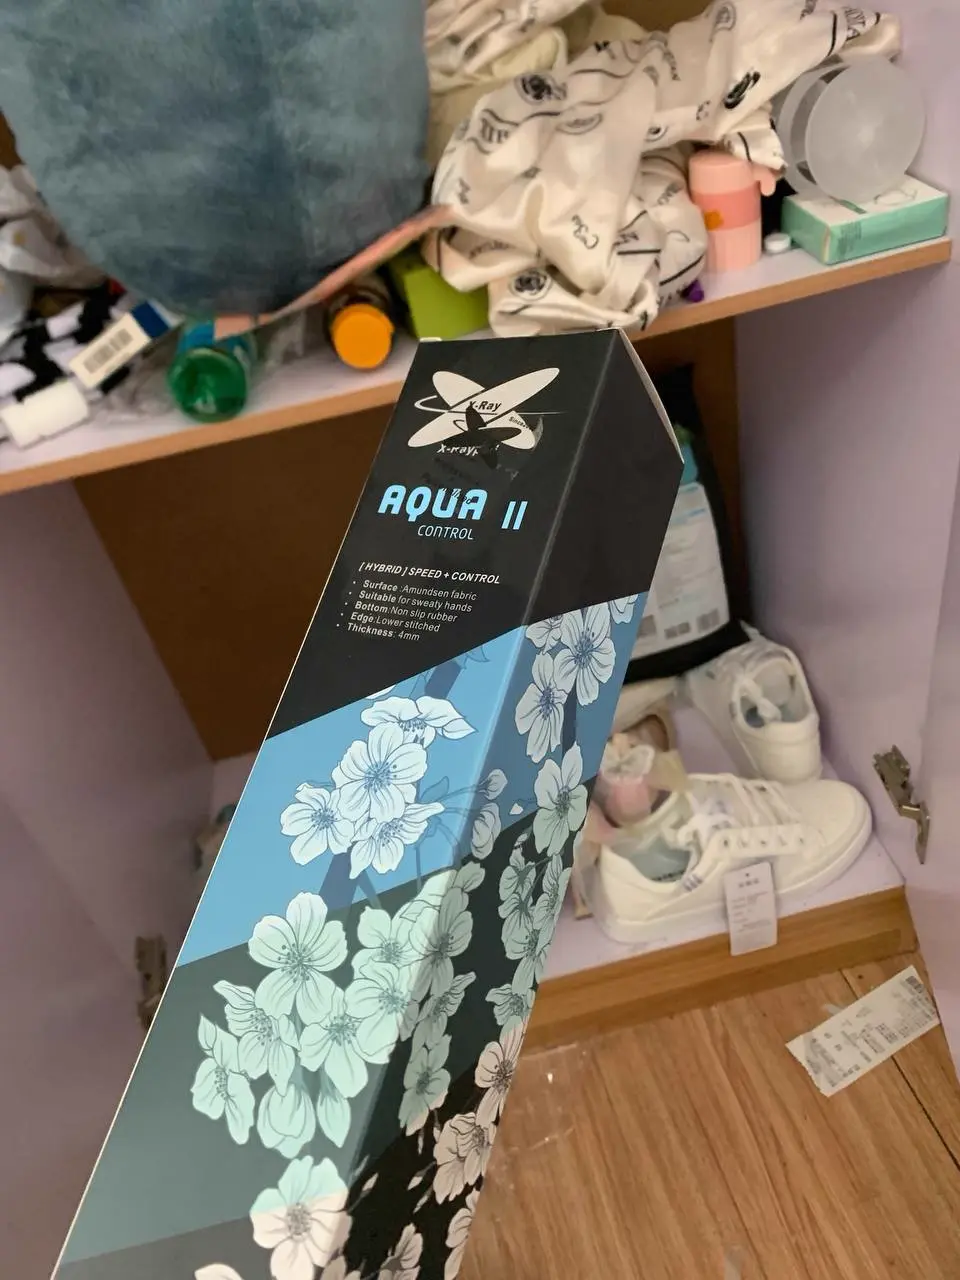 X-Ray
Since
AQUA II
CONTROL
[HYBRID] SPEED + CONTROL
• Surface :Amundsen fabric
• Suitable for sweaty hands
• Bottom:Non slip rubber
• Edge:Lower stitched
• Thickness: 4mm